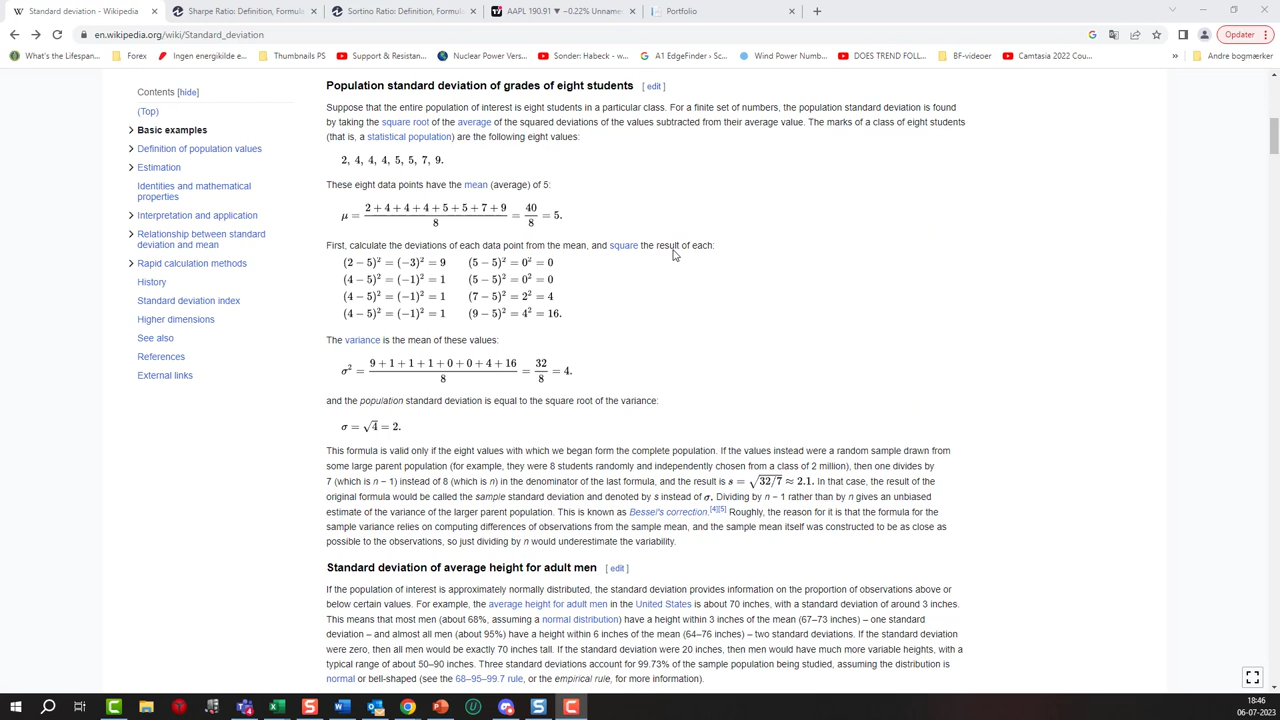 Standard deviation - Wikipedia
Sharpe Ratio: Definition, Formula
Sortino Ratio: Definition, Formula
AAPL 190.91 ▼ −0.22% Unname
Portfolio
en.wikipedia.org/wiki/Standard_deviation
Opdater
What's the Lifespan...
Forex
Ingen egentligilde e...
Thumbnails PS
Support & Resistan...
Nuclear Power Vers...
Sonder: Habeck - w...
A1 EdgeFinder › Sc...
Wind Power Numb...
DOES TREND FOLL...
BF-videoer
Camtasia 2022 Cou...
»
Andre bogmærker
Contents [hide]
(Top)
Basic examples
Definition of population values
Estimation
Identities and mathematical
properties
Interpretation and application
Relationship between standard
deviation and mean
Rapid calculation methods
History
Standard deviation index
Higher dimensions
See also
References
External links
Population standard deviation of grades of eight students [ edit ]
Suppose that the entire population of interest is eight students in a particular class. For a finite set of numbers, the population standard deviation is found
by taking the square root of the average of the squared deviations of the values subtracted from their average value. The marks of a class of eight students
(that is, a statistical population) are the following eight values:
2, 4, 4, 4, 5, 5, 7, 9.
These eight data points have the mean (average) of 5:
μ = (2 + 4 + 4 + 4 + 5 + 5 + 7 + 9)/8 = 40/8 = 5.
First, calculate the deviations of each data point from the mean, and square the result of each:
(2 − 5)² = (−3)² = 9 (5 − 5)² = 0² = 0
(4 − 5)² = (−1)² = 1 (5 − 5)² = 0² = 0
(4 − 5)² = (−1)² = 1 (7 − 5)² = 2² = 4
(4 − 5)² = (−1)² = 1 (9 − 5)² = 4² = 16.
The variance is the mean of these values:
σ² = (9 + 1 + 1 + 1 + 0 + 0 + 4 + 16)/8 = 32/8 = 4.
and the population standard deviation is equal to the square root of the variance:
σ = √4 = 2.
This formula is valid only if the eight values with which we began form the complete population. If the values instead were a random sample drawn from
some large parent population (for example, they were 8 students randomly and independently chosen from a class of 2 million), then one divides by
7 (which is n − 1) instead of 8 (which is n) in the denominator of the last formula, and the result is s = √32/7 ≈ 2.1. In that case, the result of the
original formula would be called the sample standard deviation and denoted by s instead of σ. Dividing by n − 1 rather than by n gives an unbiased
estimate of the variance of the larger parent population. This is known as Bessel's correction.[4][5] Roughly, the reason for it is that the formula for the
sample variance relies on computing differences of observations from the sample mean, and the sample mean itself was constructed to be as close as
possible to the observations, so just dividing by n would underestimate the variability.
Standard deviation of average height for adult men [ edit ]
If the population of interest is approximately normally distributed, the standard deviation provides information on the proportion of observations above or
below certain values. For example, the average height for adult men in the United States is about 70 inches, with a standard deviation of around 3 inches.
This means that most men (about 68%, assuming a normal distribution) have a height within 3 inches of the mean (67–73 inches) – one standard
deviation – and almost all men (about 95%) have a height within 6 inches of the mean (64–76 inches) – two standard deviations. If the standard deviation
were zero, then all men would be exactly 70 inches tall. If the standard deviation were 20 inches, then men would have much more variable heights, with a
typical range of about 50–90 inches. Three standard deviations account for 99.73% of the sample population being studied, assuming the distribution is
normal or bell-shaped (see the 68–95–99.7 rule, or the empirical rule, for more information).
18:46
06-07-2023